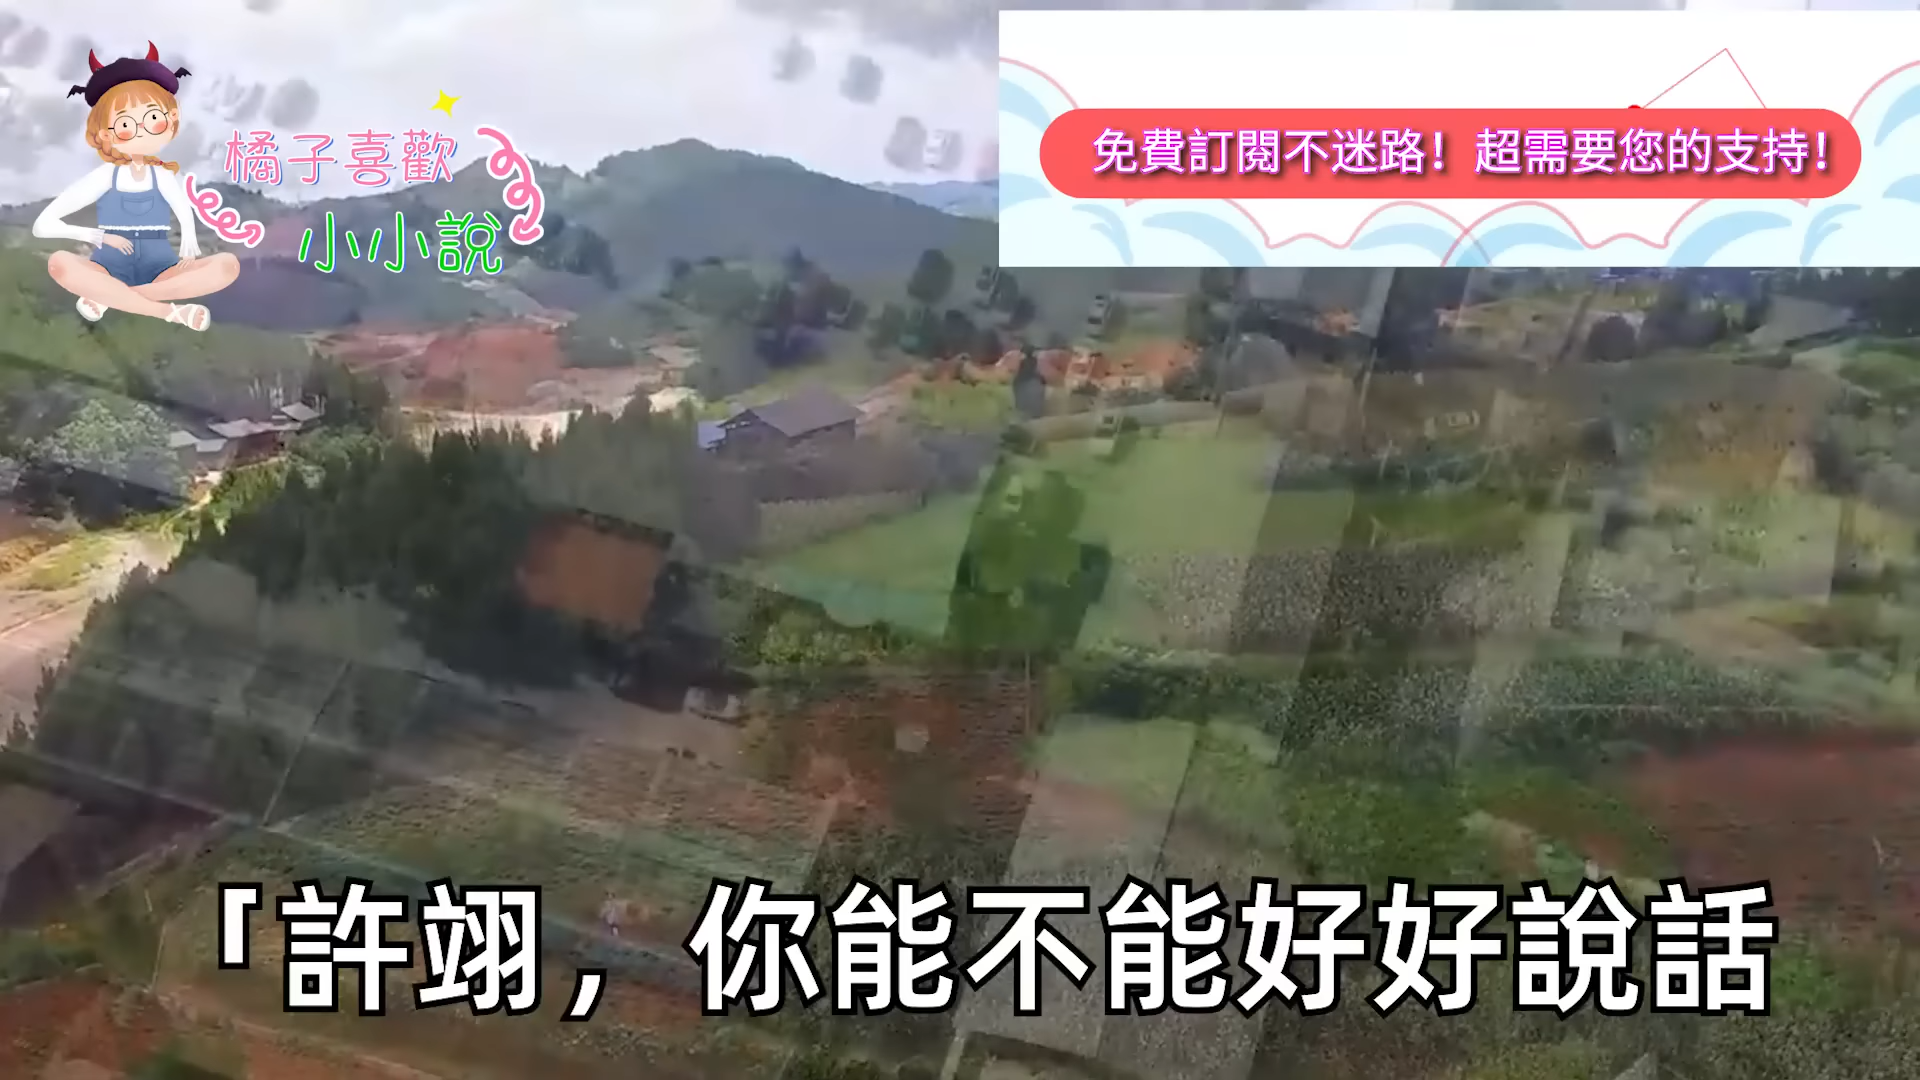 橘子喜歡
小小說
免費訂閱不迷路！超需要您的支持！
「許翊，你能不能好好說話